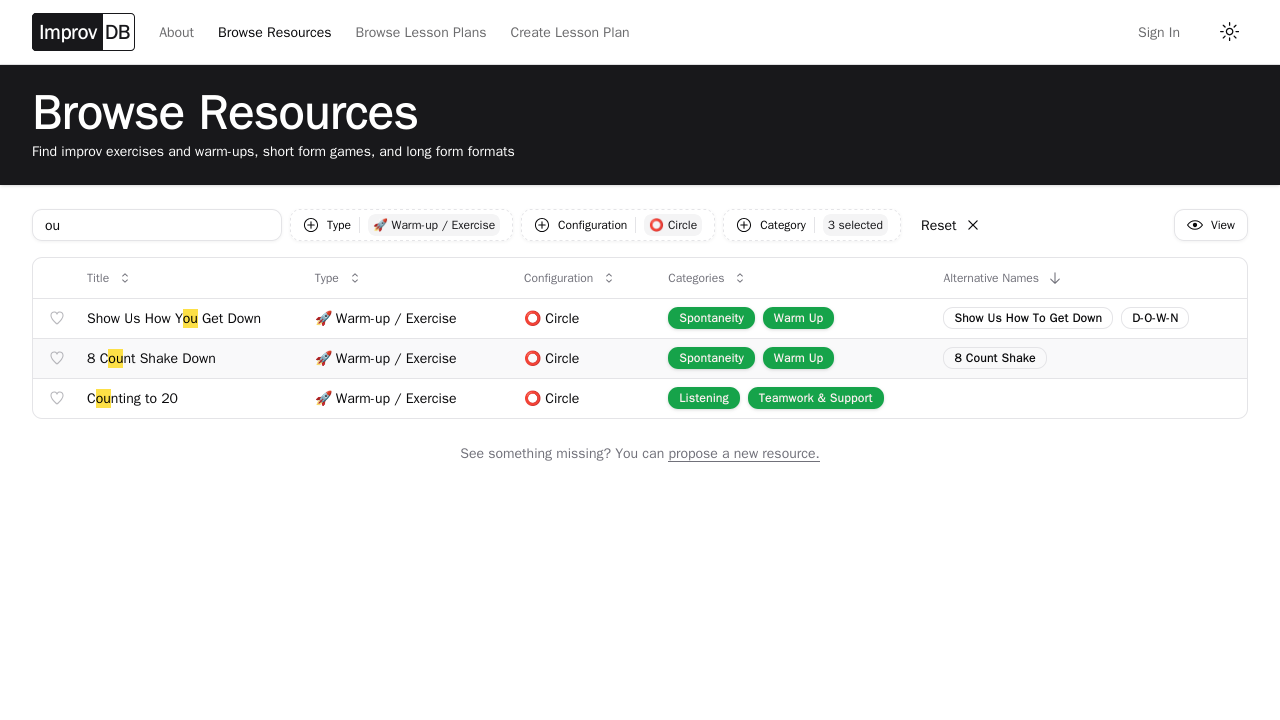 Improv DB About Browse Resources Browse Lesson Plans Create Lesson Plan Sign In
Browse Resources
Find improv exercises and warm-ups, short form games, and long form formats
ou Type 🚀 Warm-up / Exercise Configuration ⭕ Circle Category 3 selected Reset View
Title Type Configuration Categories Alternative Names
Show Us How You Get Down 🚀 Warm-up / Exercise ⭕ Circle Spontaneity Warm Up Show Us How To Get Down D-O-W-N
8 Count Shake Down 🚀 Warm-up / Exercise ⭕ Circle Spontaneity Warm Up 8 Count Shake
Counting to 20 🚀 Warm-up / Exercise ⭕ Circle Listening Teamwork & Support
See something missing? You can propose a new resource.